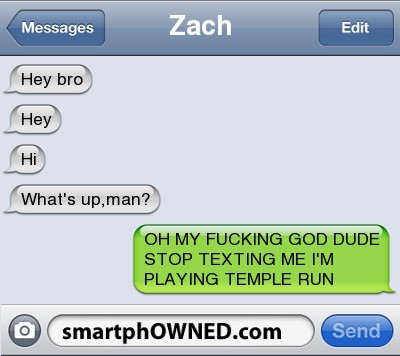 Messages
Zach
Edit
Hey bro
Hey
Hi
What's up,man?
OH MY FUCKING GOD DUDE
STOP TEXTING ME I'M
PLAYING TEMPLE RUN
smartphOWNED.com
Send